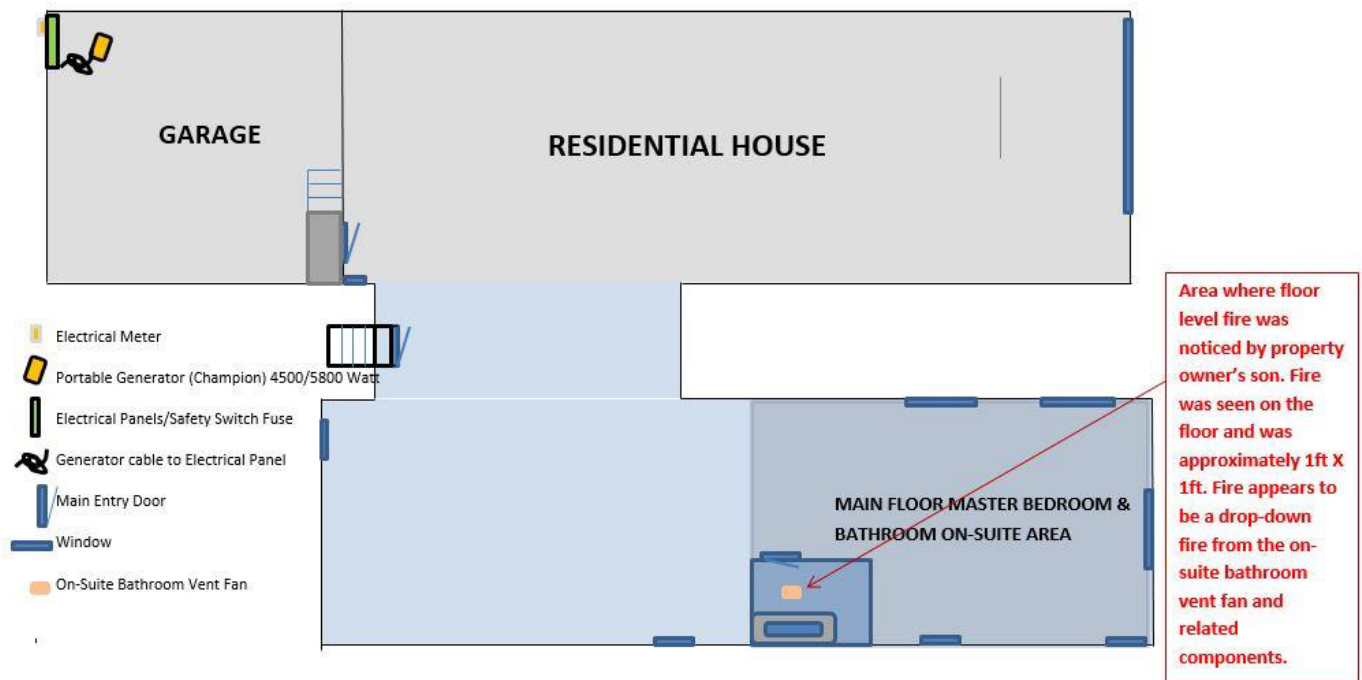 GARAGE
RESIDENTIAL HOUSE
Electrical Meter
Portable Generator (Champion) 4500/5800 Watt
Electrical Panels/Safety Switch Fuse
Generator cable to Electrical Panel
Main Entry Door
Window
On-Suite Bathroom Vent Fan
MAIN FLOOR MASTER BEDROOM &
BATHROOM ON-SUITE AREA
Area where floor
level fire was
noticed by property
owner’s son. Fire
was seen on the
floor and was
approximately 1ft X
1ft. Fire appears to
be a drop-down
fire from the on-
suite bathroom
vent fan and
related
components.